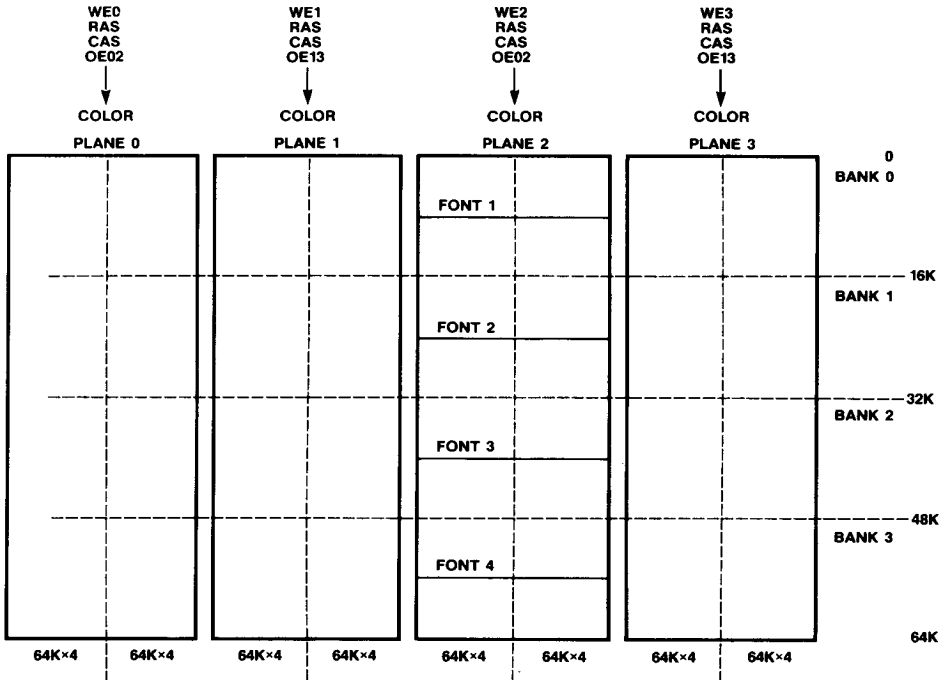 WE0
RAS
CAS
OE02
COLOR
PLANE 0
WE1
RAS
CAS
OE13
COLOR
PLANE 1
WE2
RAS
CAS
OE02
COLOR
PLANE 2
WE3
RAS
CAS
OE13
COLOR
PLANE 3
0
BANK 0
FONT 1
16K
BANK 1
FONT 2
32K
BANK 2
FONT 3
48K
BANK 3
FONT 4
64K
64K×4 64K×4 64K×4 64K×4 64K×4 64K×4 64K×4 64K×4